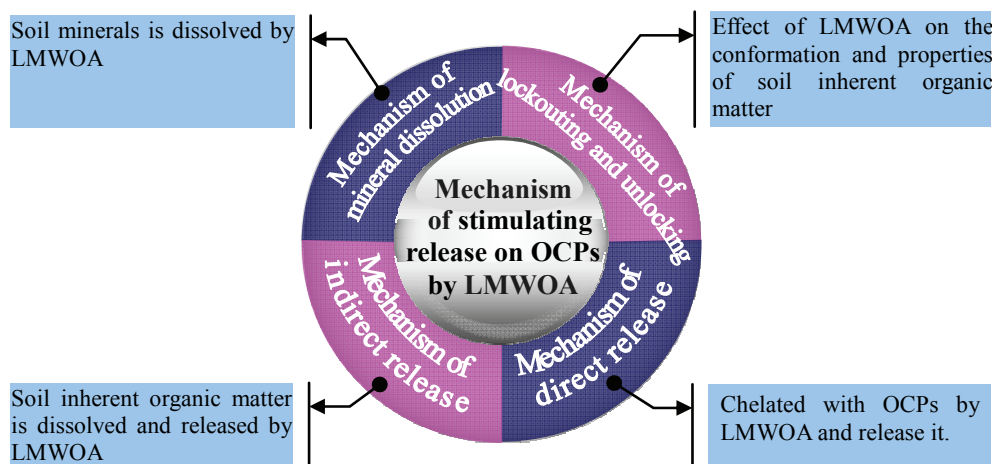 Soil minerals is dissolved by
LMWOA
Effect of LMWOA on the
conformation and properties
of soil inherent organic
matter
Mechanism of
mineral dissolution
Mechanism of
lockouting and unlocking
Mechanism
of stimulating
release on OCPs
by LMWOA
Mechanism of
indirect release
Mechanism of
direct release
Soil inherent organic matter
is dissolved and released by
LMWOA
Chelated with OCPs by
LMWOA and release it.